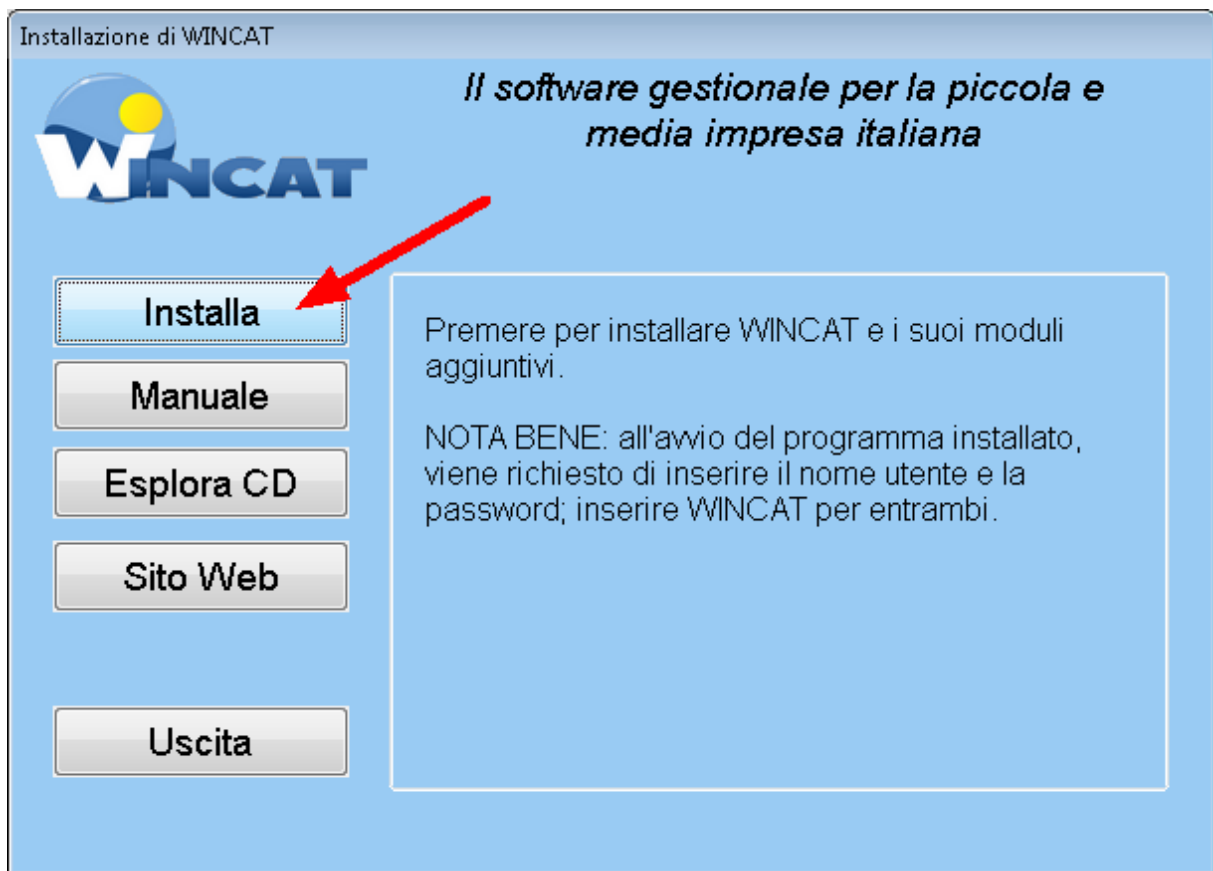 Installazione di WINCAT
Il software gestionale per la piccola e
media impresa italiana
WINCAT
Installa
Manuale
Esplora CD
Sito Web
Uscita
Premere per installare WINCAT e i suoi moduli
aggiuntivi.
NOTA BENE: all'avvio del programma installato,
viene richiesto di inserire il nome utente e la
password; inserire WINCAT per entrambi.